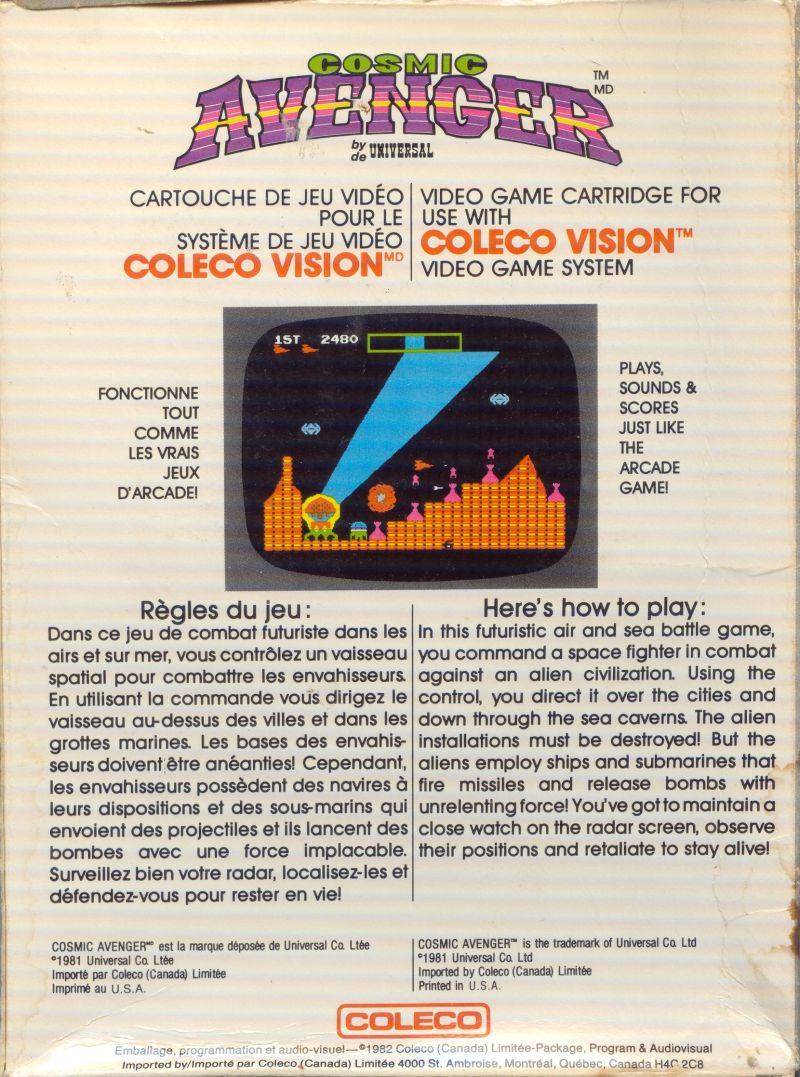 COSMIC
AVENGER
TM
MD
by
de UNIVERSAL
CARTOUCHE DE JEU VIDÉO
POUR LE
SYSTÈME DE JEU VIDÉO
COLECO VISION MD
VIDEO GAME CARTRIDGE FOR
USE WITH
COLECO VISION™
VIDEO GAME SYSTEM
1ST 2480
FONCTIONNE
TOUT
COMME
LES VRAIS
JEUX
D'ARCADE!
PLAYS,
SOUNDS &
SCORES
JUST LIKE
THE
ARCADE
GAME!
Règles du jeu:
Dans ce jeu de combat futuriste dans les
airs et sur mer, vous contrôlez un vaisseau
spatial pour combattre les envahisseurs.
En utilisant la commande vous dirigez le
vaisseau au-dessus des villes et dans les
grottes marines. Les bases des envahis-
seurs doivent être anéanties! Cependant,
les envahisseurs possèdent des navires à
leurs dispositions et des sous-marins qui
envoient des projectiles et ils lancent des
bombes avec une force implacable.
Surveillez bien votre radar, localisez-les et
défendez-vous pour rester en vie!
Here's how to play:
In this futuristic air and sea battle game,
you command a space fighter in combat
against an alien civilization. Using the
control, you direct it over the cities and
down through the sea caverns. The alien
installations must be destroyed! But the
aliens employ ships and submarines that
fire missiles and release bombs with
unrelenting force! You've got to maintain a
close watch on the radar screen, observe
their positions and retaliate to stay alive!
COSMIC AVENGER MD est la marque déposée de Universal Co. Ltée
©1981 Universal Co. Ltée
Importé par Coleco (Canada) Limitée
Imprimé au U.S.A.
COSMIC AVENGER™ is the trademark of Universal Co. Ltd
©1981 Universal Co. Ltd
Imported by Coleco (Canada) Limitée
Printed in U.S.A.
COLECO
Emballage, programmation et audio-visuel—©1982 Coleco (Canada) Limitée-Package, Program & Audiovisual
Imported by/Importé par Coleco (Canada) Limitée 4000 St. Ambroise, Montréal, Québec, Canada H4C 2C8